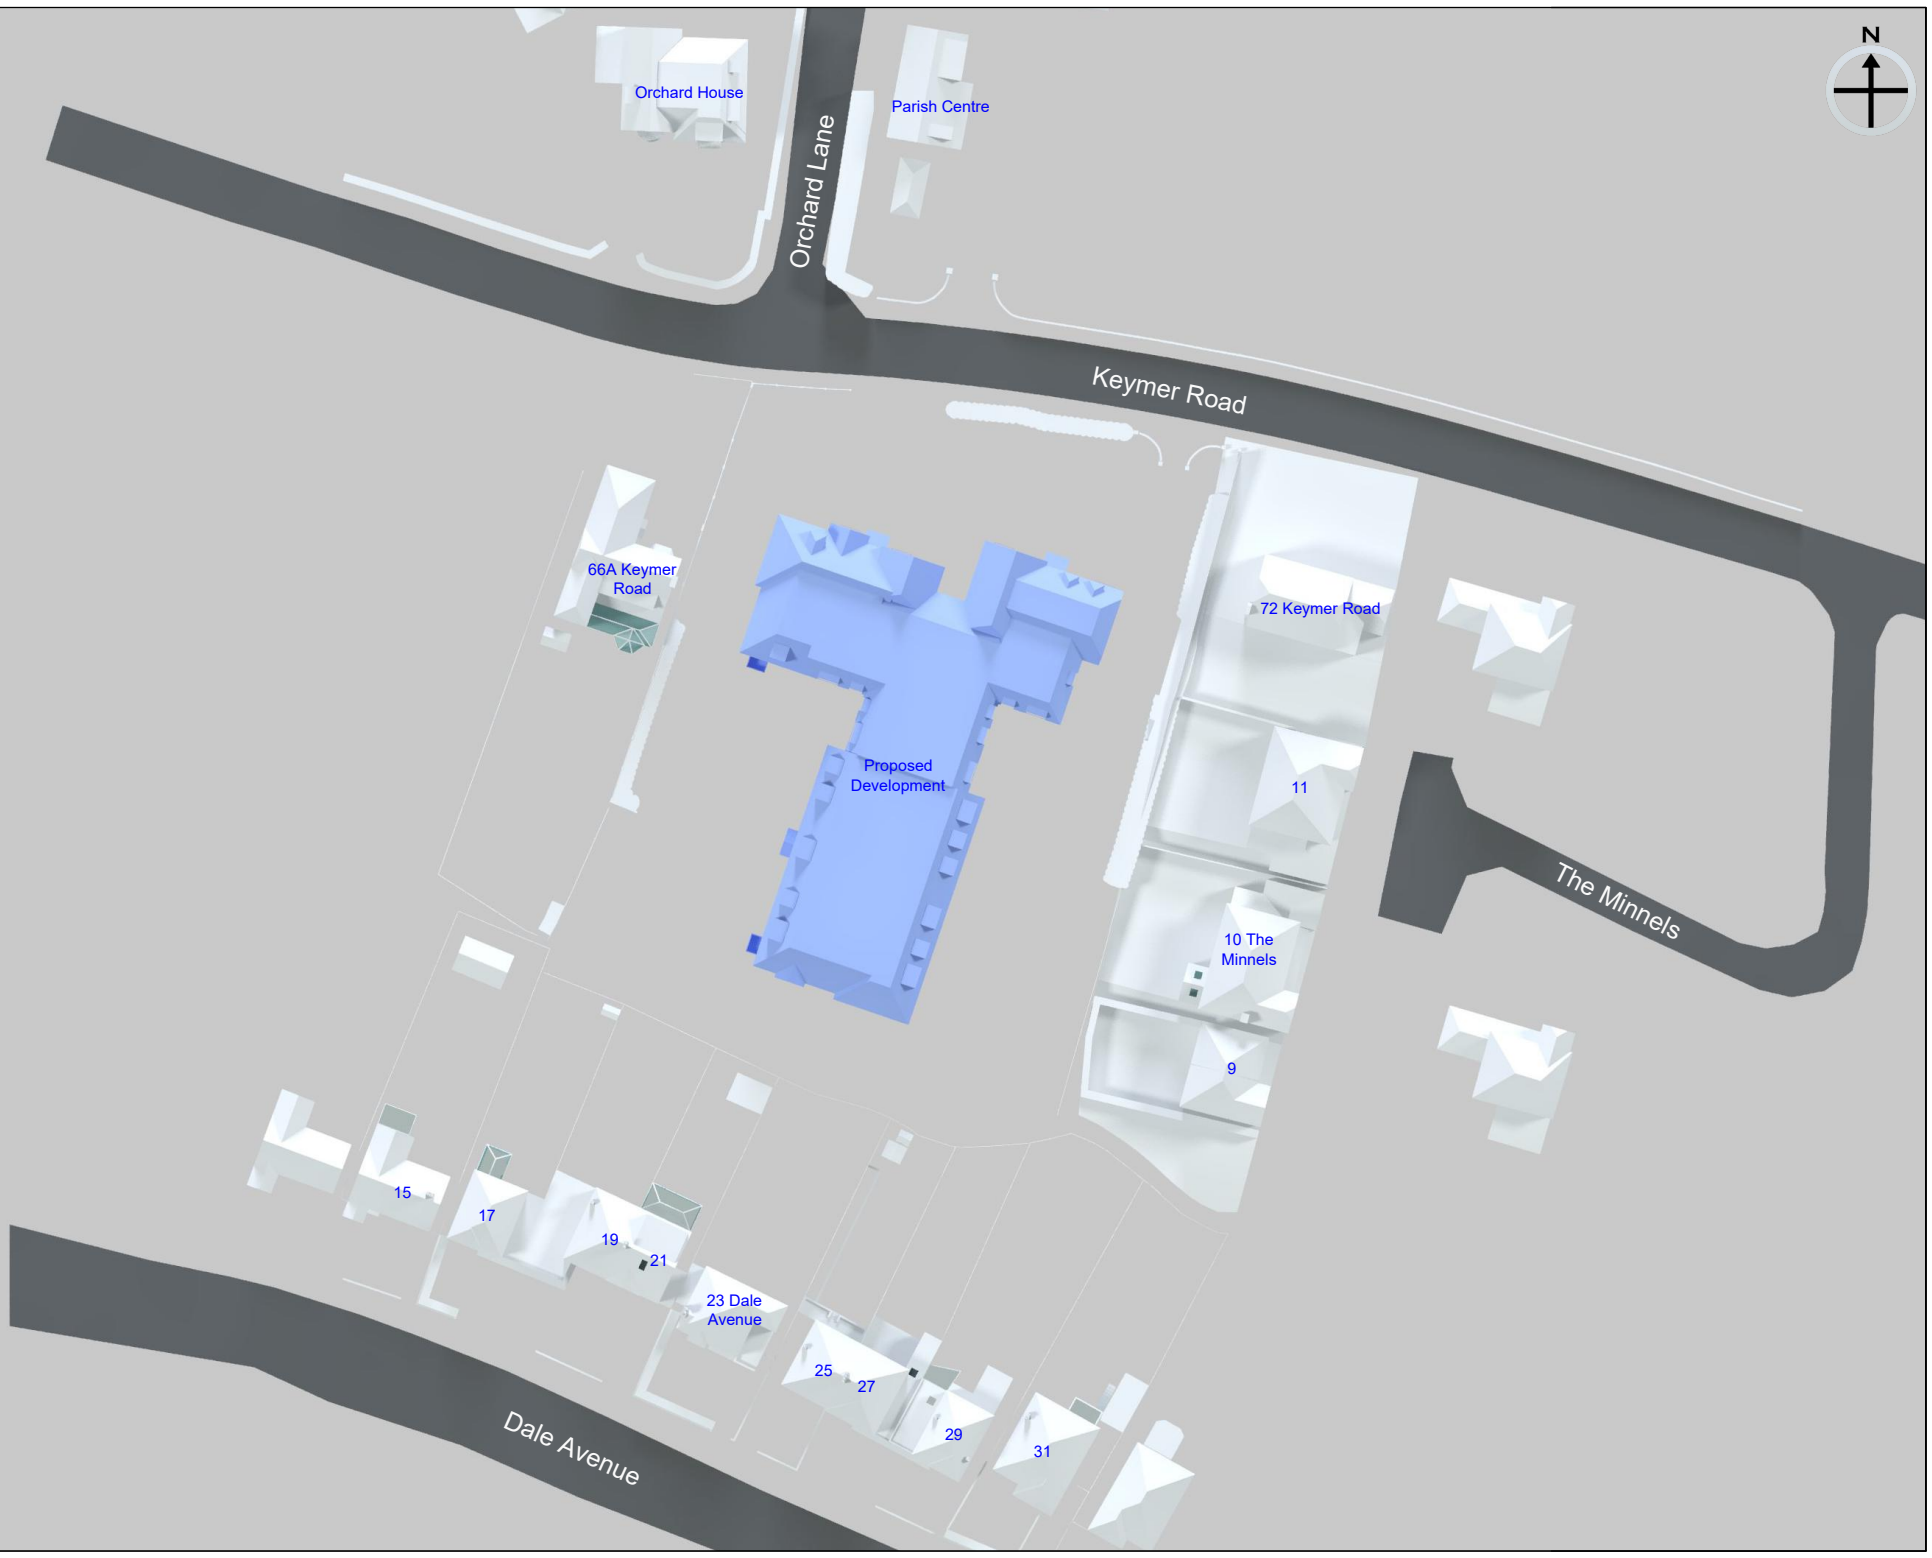 N
Orchard House
Parish Centre
Orchard Lane
Keymer Road
66A Keymer
Road
72 Keymer Road
Proposed
Development
11
The Minnels
10 The
Minnels
9
15
17
19
21
23 Dale
Avenue
25
27
29
31
Dale Avenue